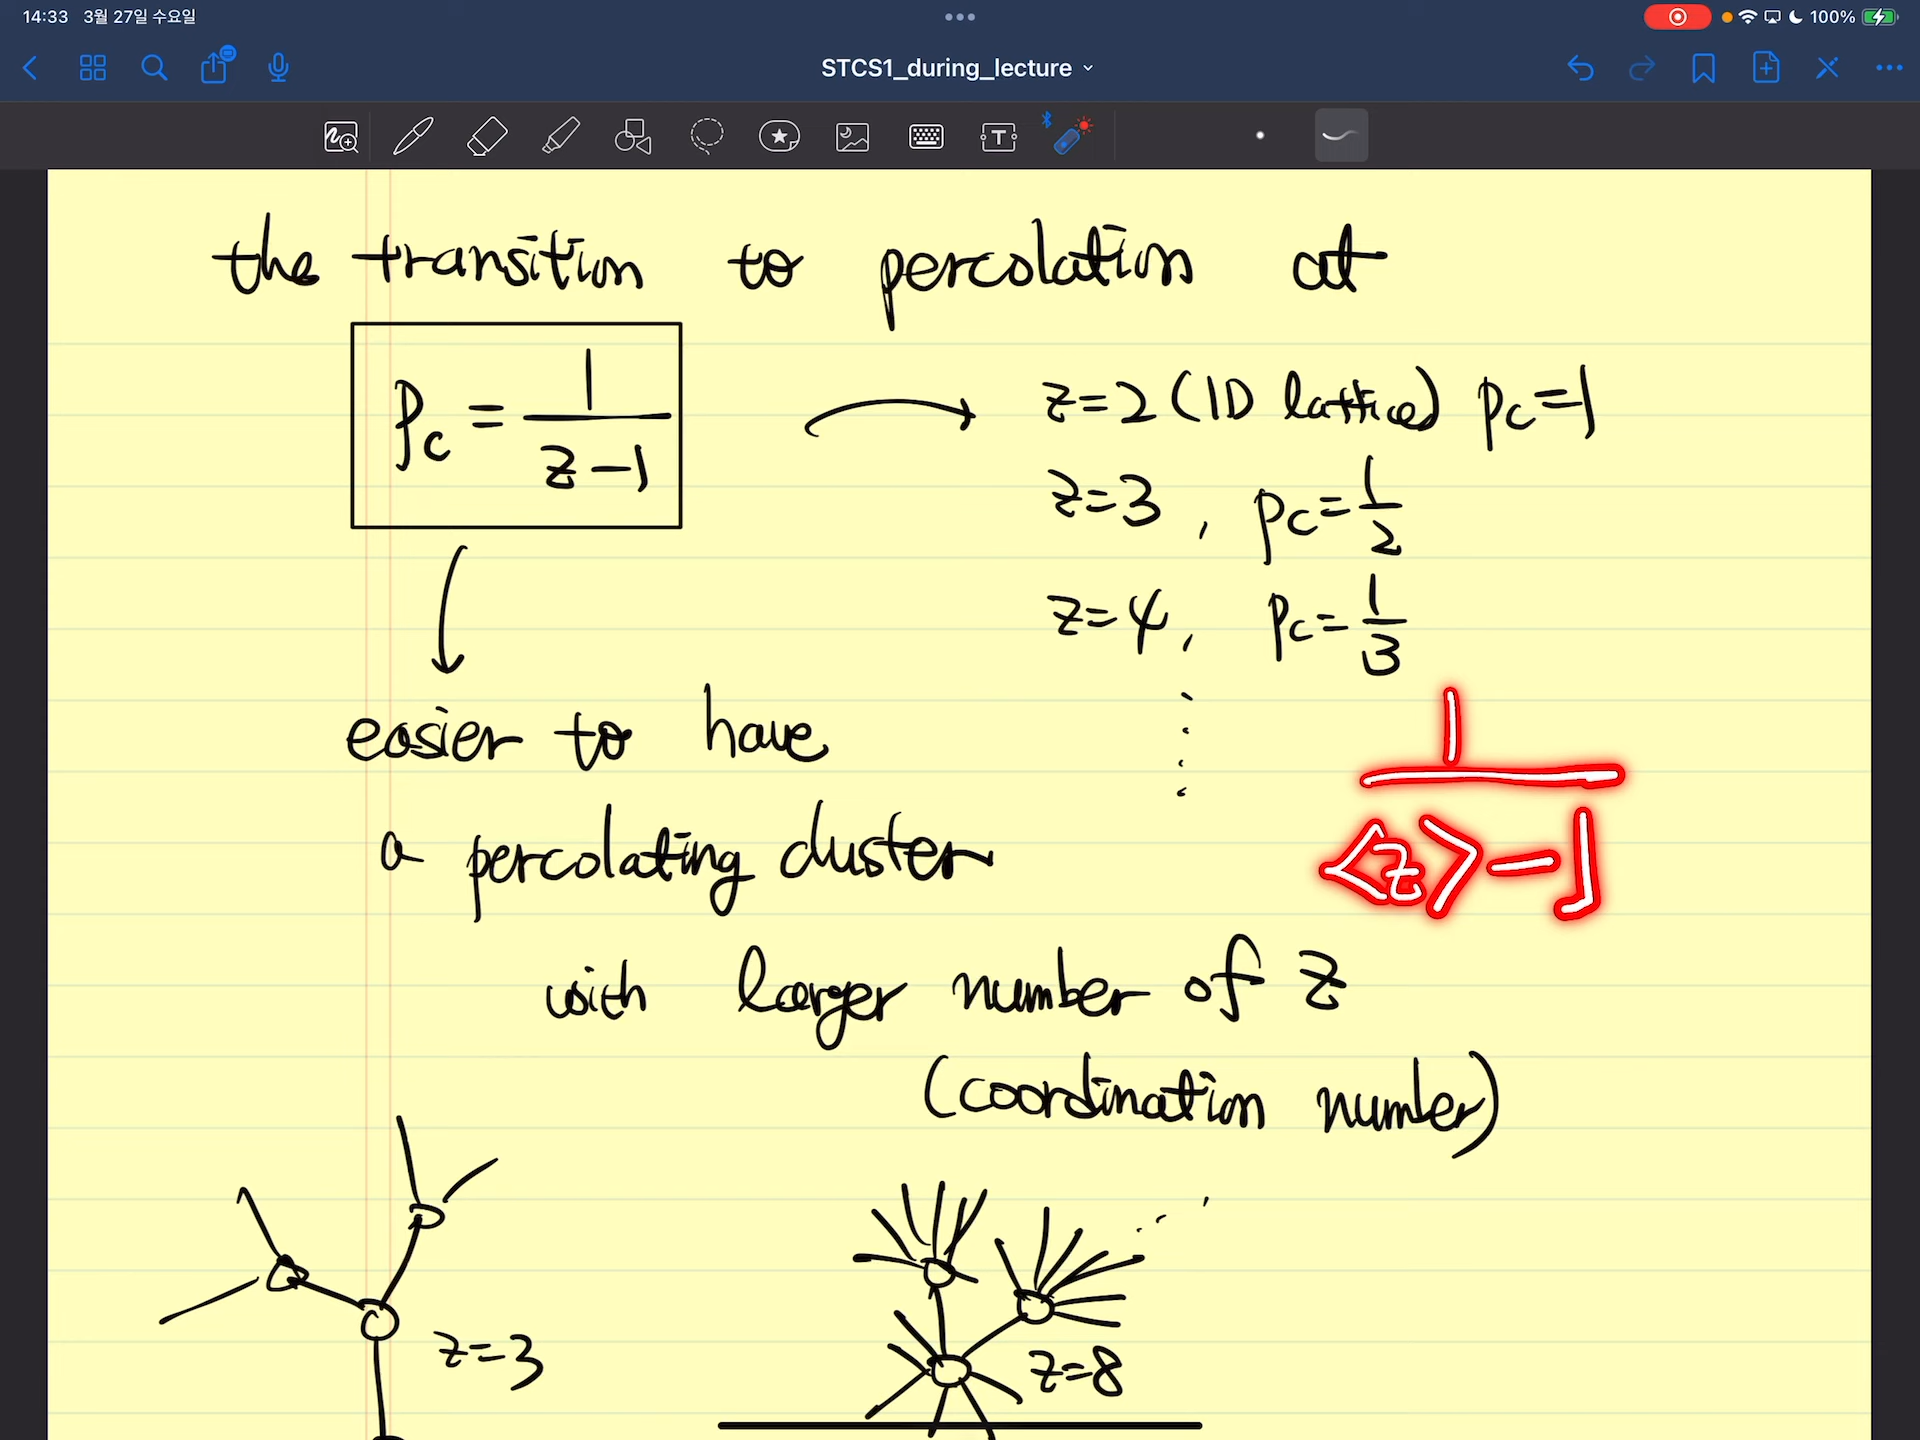 14:33 3월 27일 수요일
100%
STCS1_during_lecture
T
the transition to percolation at
Pc = 1/(z-1)
z=2 (1D lattice) Pc=1
z=3, Pc=1/2
z=4, Pc=1/3
1/(<z>-1)
easier to have
a percolating cluster
with larger number of z
(coordination number)
z=3
z=8